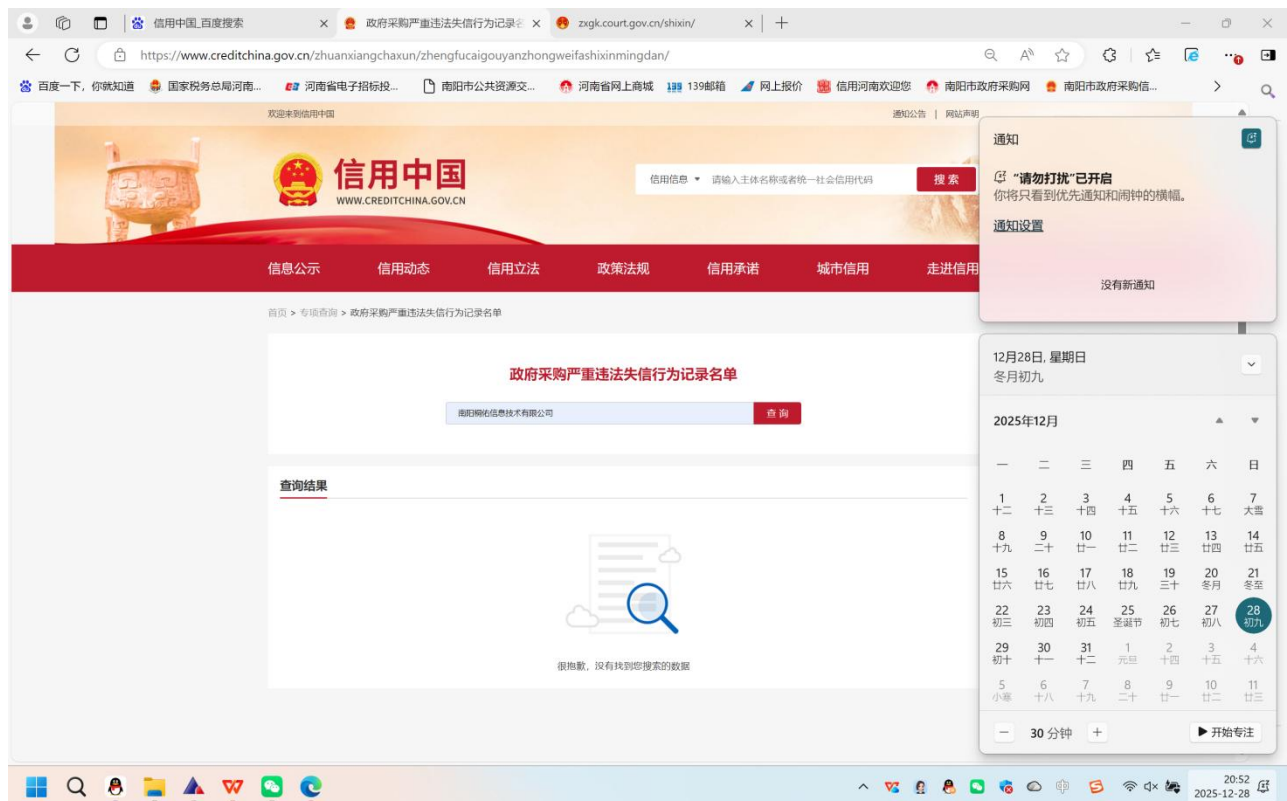 信用中国_百度搜索
政府采购严重违法失信行为记录名
zxgk.court.gov.cn/shixin/
https://www.creditchina.gov.cn/zhuanxiangchaxun/zhengfucaigouyanzhongweifashixinmingdan/
百度一下，你就知道 国家税务总局河南... 河南省电子招标投... 南阳市公共资源交... 河南省网上商城 139邮箱 网上报价 信用河南欢迎您 南阳市政府采购网 南阳市政府采购信...
欢迎来到信用中国
通知公告 | 网站声明
信用中国
WWW.CREDITCHINA.GOV.CN
信用信息 请输入主体名称或者统一社会信用代码 搜索
信息公示 信用动态 信用立法 政策法规 信用承诺 城市信用 走进信用
首页 > 专项查询 > 政府采购严重违法失信行为记录名单
政府采购严重违法失信行为记录名单
南阳桐佑信息技术有限公司 查询
查询结果
很抱歉，没有找到您搜索的数据
通知
“请勿打扰”已开启
你将只看到优先通知和闹钟的横幅。
通知设置
没有新通知
12月28日, 星期日
冬月初九
2025年12月
一 二 三 四 五 六 日
1 2 3 4 5 6 7
十二 十三 十四 十五 十六 十七 大雪
8 9 10 11 12 13 14
十九 二十 廿一 廿二 廿三 廿四 廿五
15 16 17 18 19 20 21
廿六 廿七 廿八 廿九 三十 冬月 冬至
22 23 24 25 26 27 28
初三 初四 初五 圣诞节 初七 初八 初九
29 30 31 1 2 3 4
初十 十一 十二 元旦 十四 十五 十六
5 6 7 8 9 10 11
小寒 十八 十九 二十 廿一 廿二 廿三
30 分钟 开始专注
20:52
2025-12-28